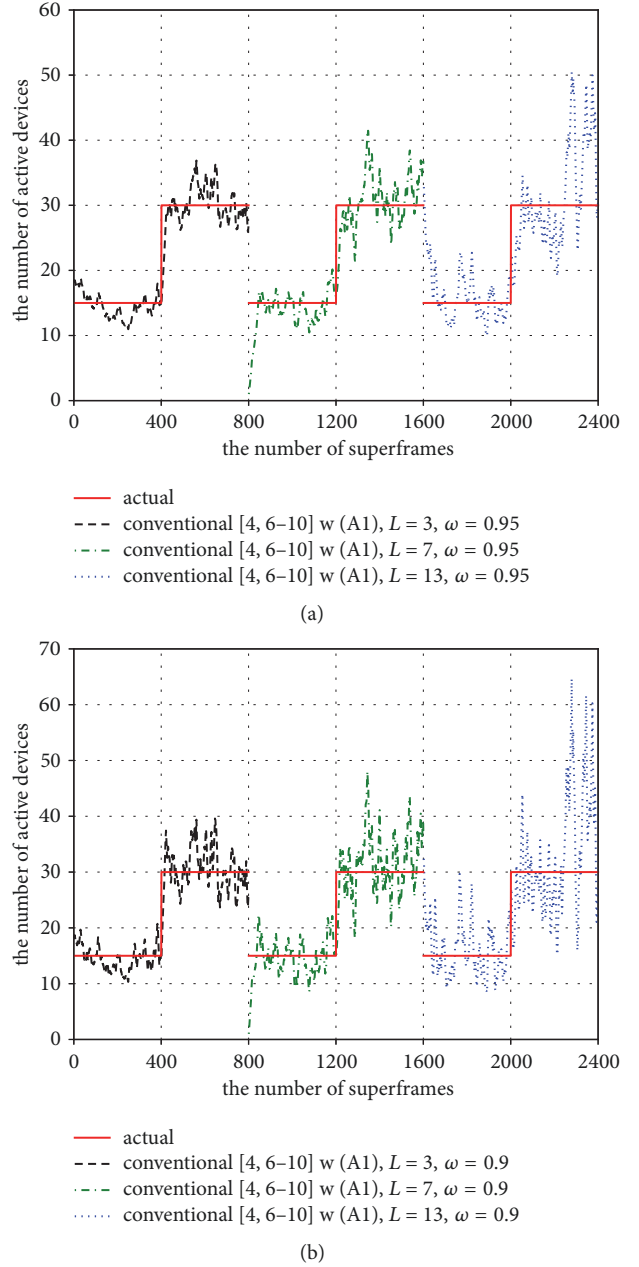 60
50
40
30
20
10
0
the number of active devices
0 400 800 1200 1600 2000 2400
the number of superframes
actual
conventional [4, 6–10] w (A1), L = 3, ω = 0.95
conventional [4, 6–10] w (A1), L = 7, ω = 0.95
conventional [4, 6–10] w (A1), L = 13, ω = 0.95
(a)
70
60
50
40
30
20
10
0
the number of active devices
0 400 800 1200 1600 2000 2400
the number of superframes
actual
conventional [4, 6–10] w (A1), L = 3, ω = 0.9
conventional [4, 6–10] w (A1), L = 7, ω = 0.9
conventional [4, 6–10] w (A1), L = 13, ω = 0.9
(b)